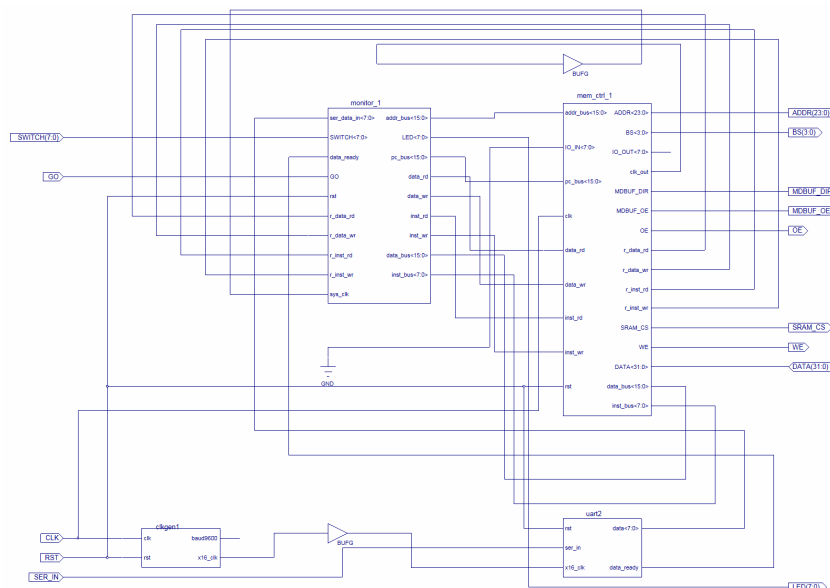 BUFG
monitor_1
mem_ctrl_1
ser_data_in<7:0>
addr_bus<15:0>
SWITCH<7:0>
LED<7:0>
data_ready
pc_bus<15:0>
GO
data_rd
rst
data_wr
r_data_rd
inst_rd
r_data_wr
inst_wr
r_inst_rd
data_bus<15:0>
r_inst_wr
inst_bus<7:0>
sys_clk
addr_bus<15:0>
ADDR<23:0>
BS<3:0>
IO_IN<7:0>
IO_OUT<7:0>
clk_out
pc_bus<15:0>
MDBUF_DIR
clk
MDBUF_OE
OE
data_rd
r_data_rd
r_data_wr
data_wr
r_inst_rd
r_inst_wr
inst_rd
SRAM_CS
inst_wr
WE
DATA<31:0>
rst
data_bus<15:0>
inst_bus<7:0>
SWITCH(7:0)
GO
ADDR(23:0)
BS(3:0)
MDBUF_DIR
MDBUF_OE
OE
SRAM_CS
WE
DATA(31:0)
GND
clkgen1
clk
baud9600
rst
x16_clk
BUFG
uart2
rst
data<7:0>
ser_in
x16_clk
data_ready
CLK
RST
SER_IN
LED(7:0)